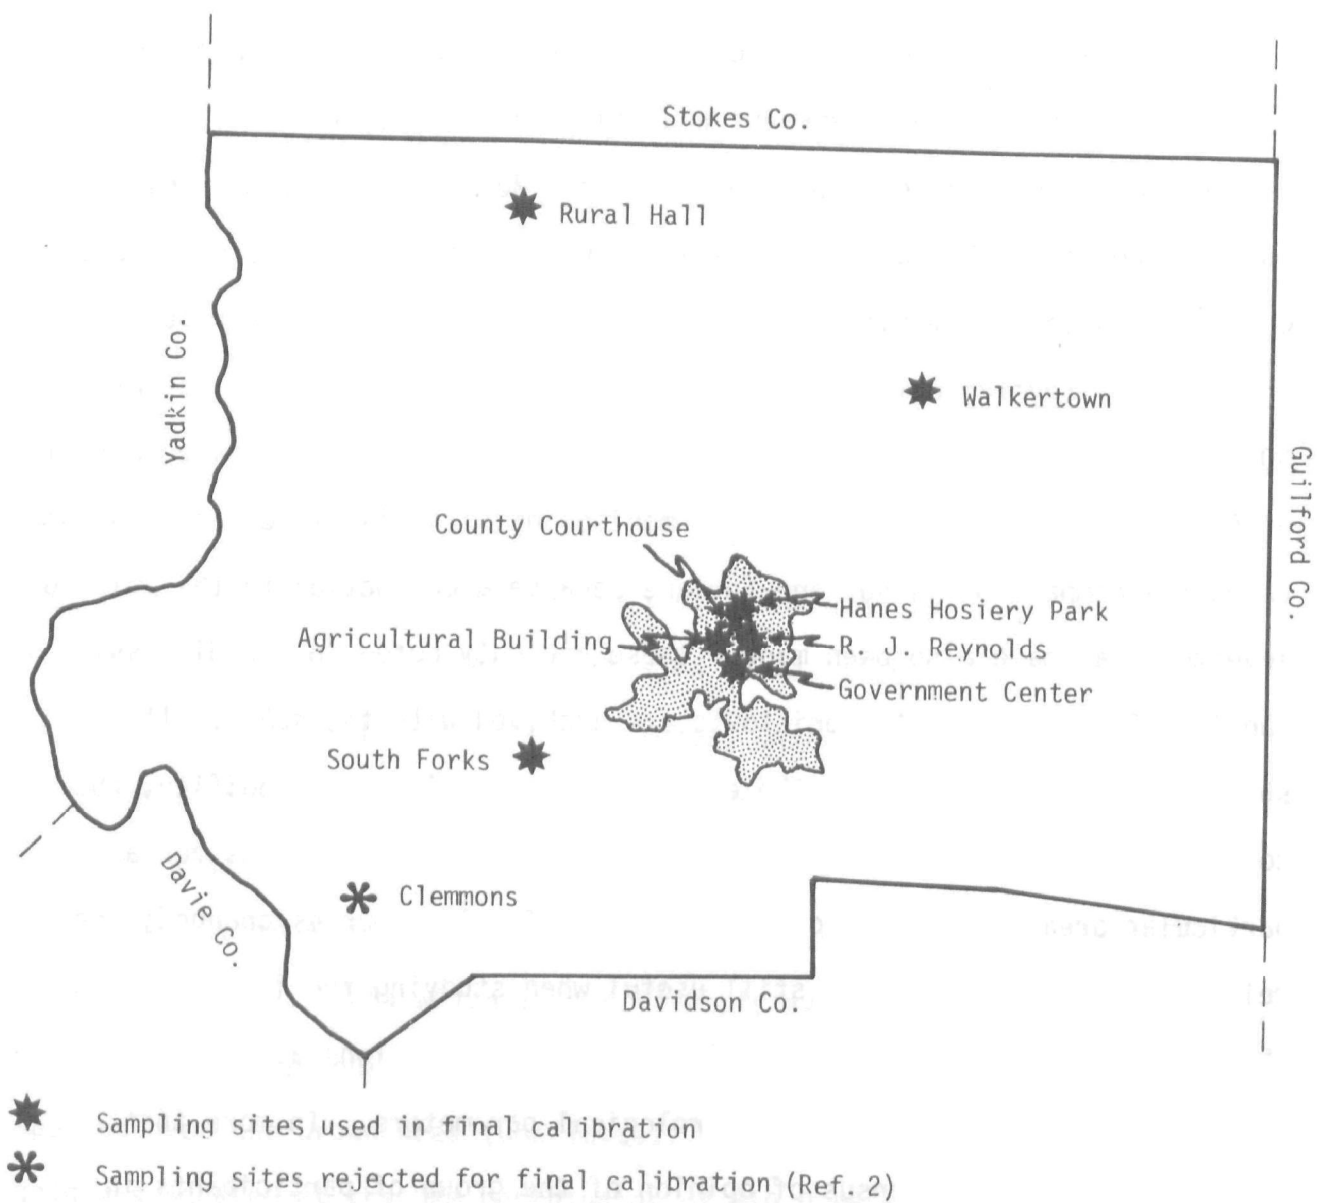 Stokes Co.
Rural Hall
Yadkin Co.
Walkertown
Guilford Co.
County Courthouse
Hanes Hosiery Park
Agricultural Building
R. J. Reynolds
Government Center
South Forks
Davie Co.
Clemmons
Davidson Co.
Sampling sites used in final calibration
Sampling sites rejected for final calibration (Ref. 2)